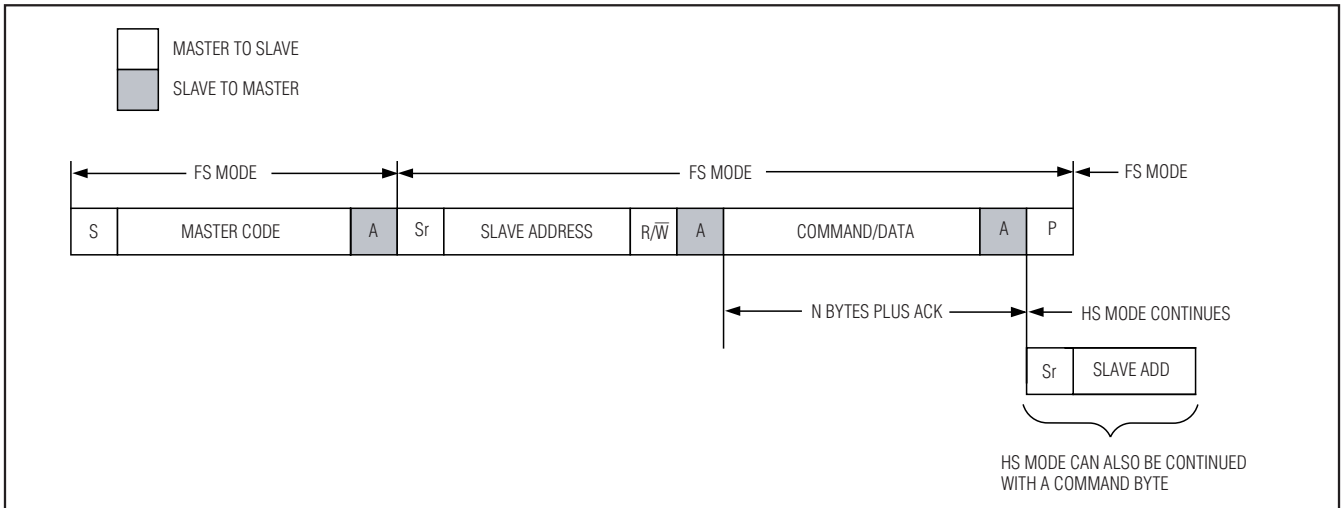 MASTER TO SLAVE
SLAVE TO MASTER
FS MODE FS MODE FS MODE
S MASTER CODE A Sr SLAVE ADDRESS R/W̅ A COMMAND/DATA A P
N BYTES PLUS ACK HS MODE CONTINUES
Sr SLAVE ADD
HS MODE CAN ALSO BE CONTINUED
WITH A COMMAND BYTE